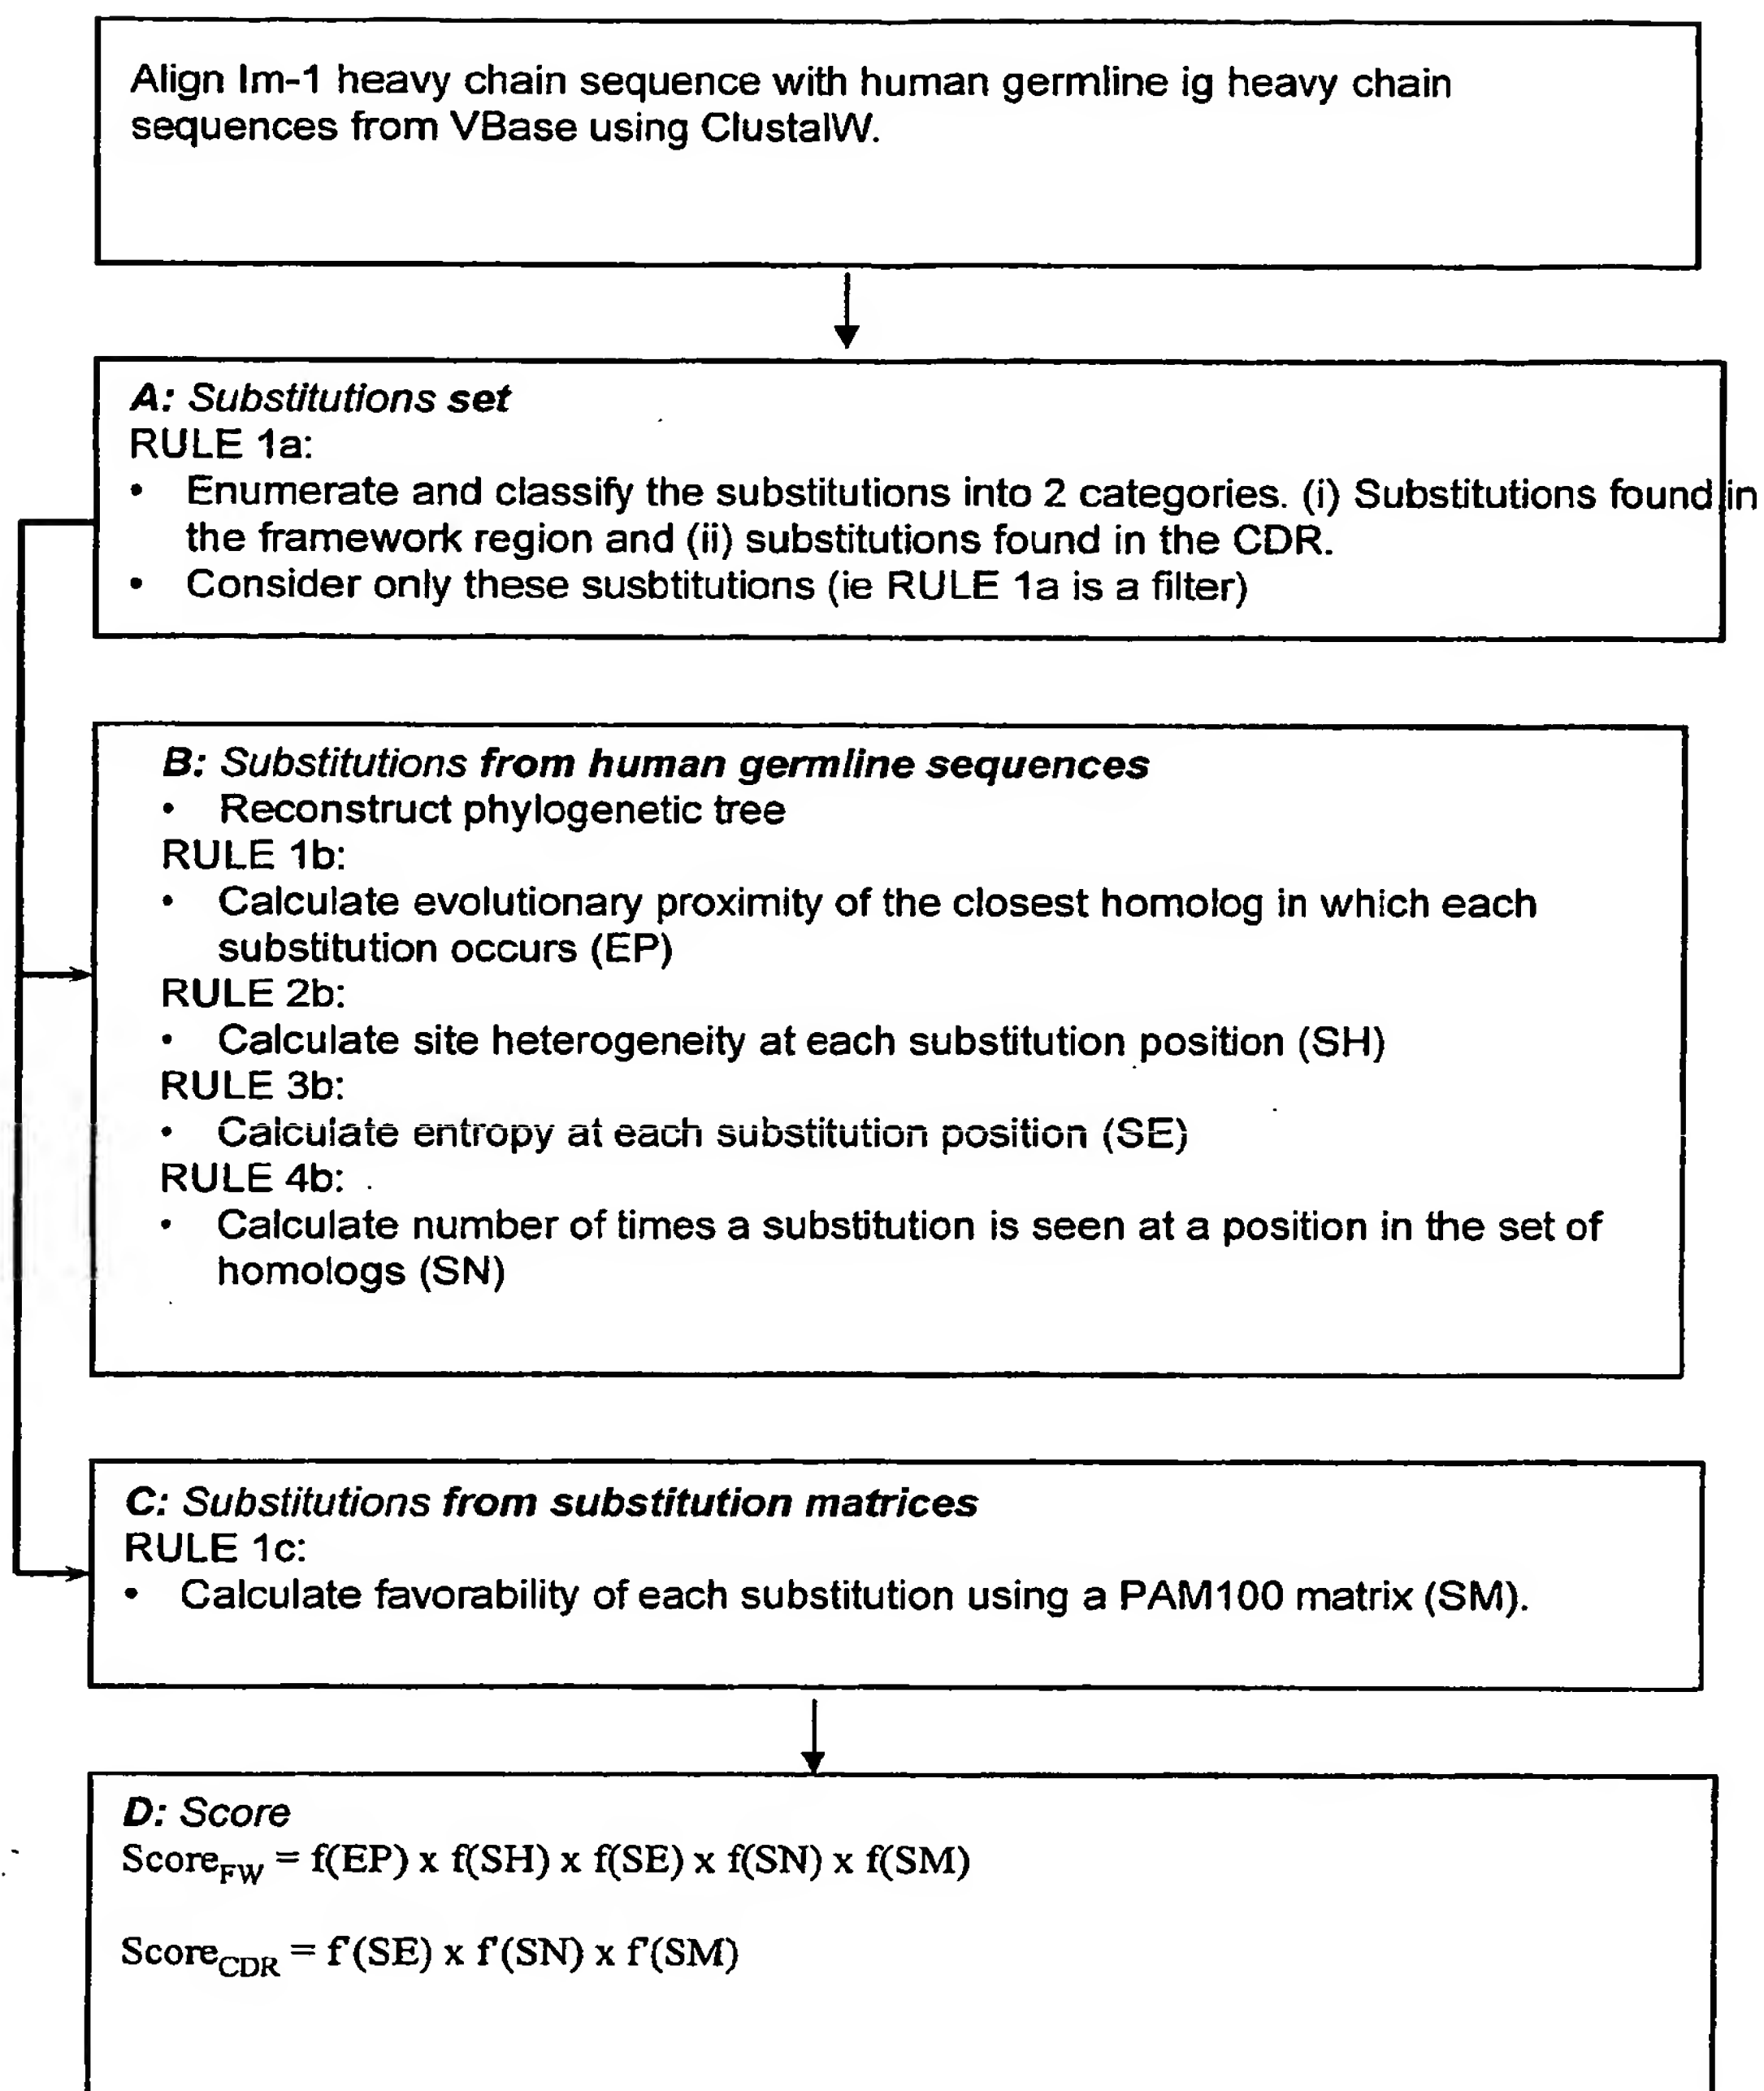 Align Im-1 heavy chain sequence with human germline ig heavy chain
sequences from VBase using ClustalW.
A: Substitutions set
RULE 1a:
• Enumerate and classify the substitutions into 2 categories. (i) Substitutions found in
the framework region and (ii) substitutions found in the CDR.
• Consider only these susbtitutions (ie RULE 1a is a filter)
B: Substitutions from human germline sequences
• Reconstruct phylogenetic tree
RULE 1b:
• Calculate evolutionary proximity of the closest homolog in which each
substitution occurs (EP)
RULE 2b:
• Calculate site heterogeneity at each substitution position (SH)
RULE 3b:
• Calculate entropy at each substitution position (SE)
RULE 4b:
• Calculate number of times a substitution is seen at a position in the set of
homologs (SN)
C: Substitutions from substitution matrices
RULE 1c:
• Calculate favorability of each substitution using a PAM100 matrix (SM).
D: Score
Score_FW = f(EP) x f(SH) x f(SE) x f(SN) x f(SM)
Score_CDR = f'(SE) x f'(SN) x f'(SM)